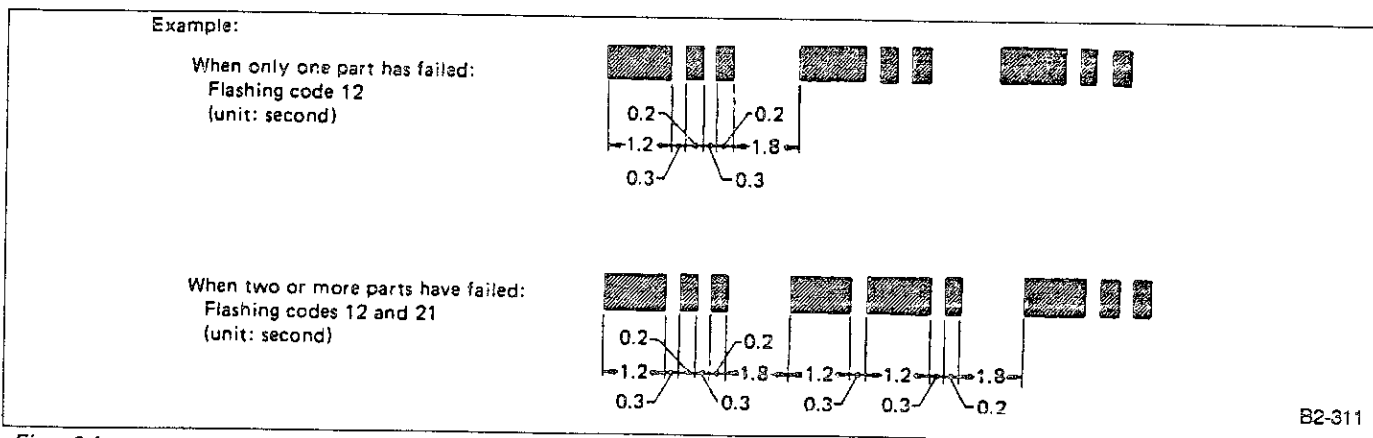 Example:
When only one part has failed:
Flashing code 12
(unit: second)
0.2 0.2
1.2 1.8
0.3 0.3
When two or more parts have failed:
Flashing codes 12 and 21
(unit: second)
0.2 0.2
1.2 1.8 1.2 1.2 1.8
0.3 0.3 0.3 0.3 0.2
B2-311